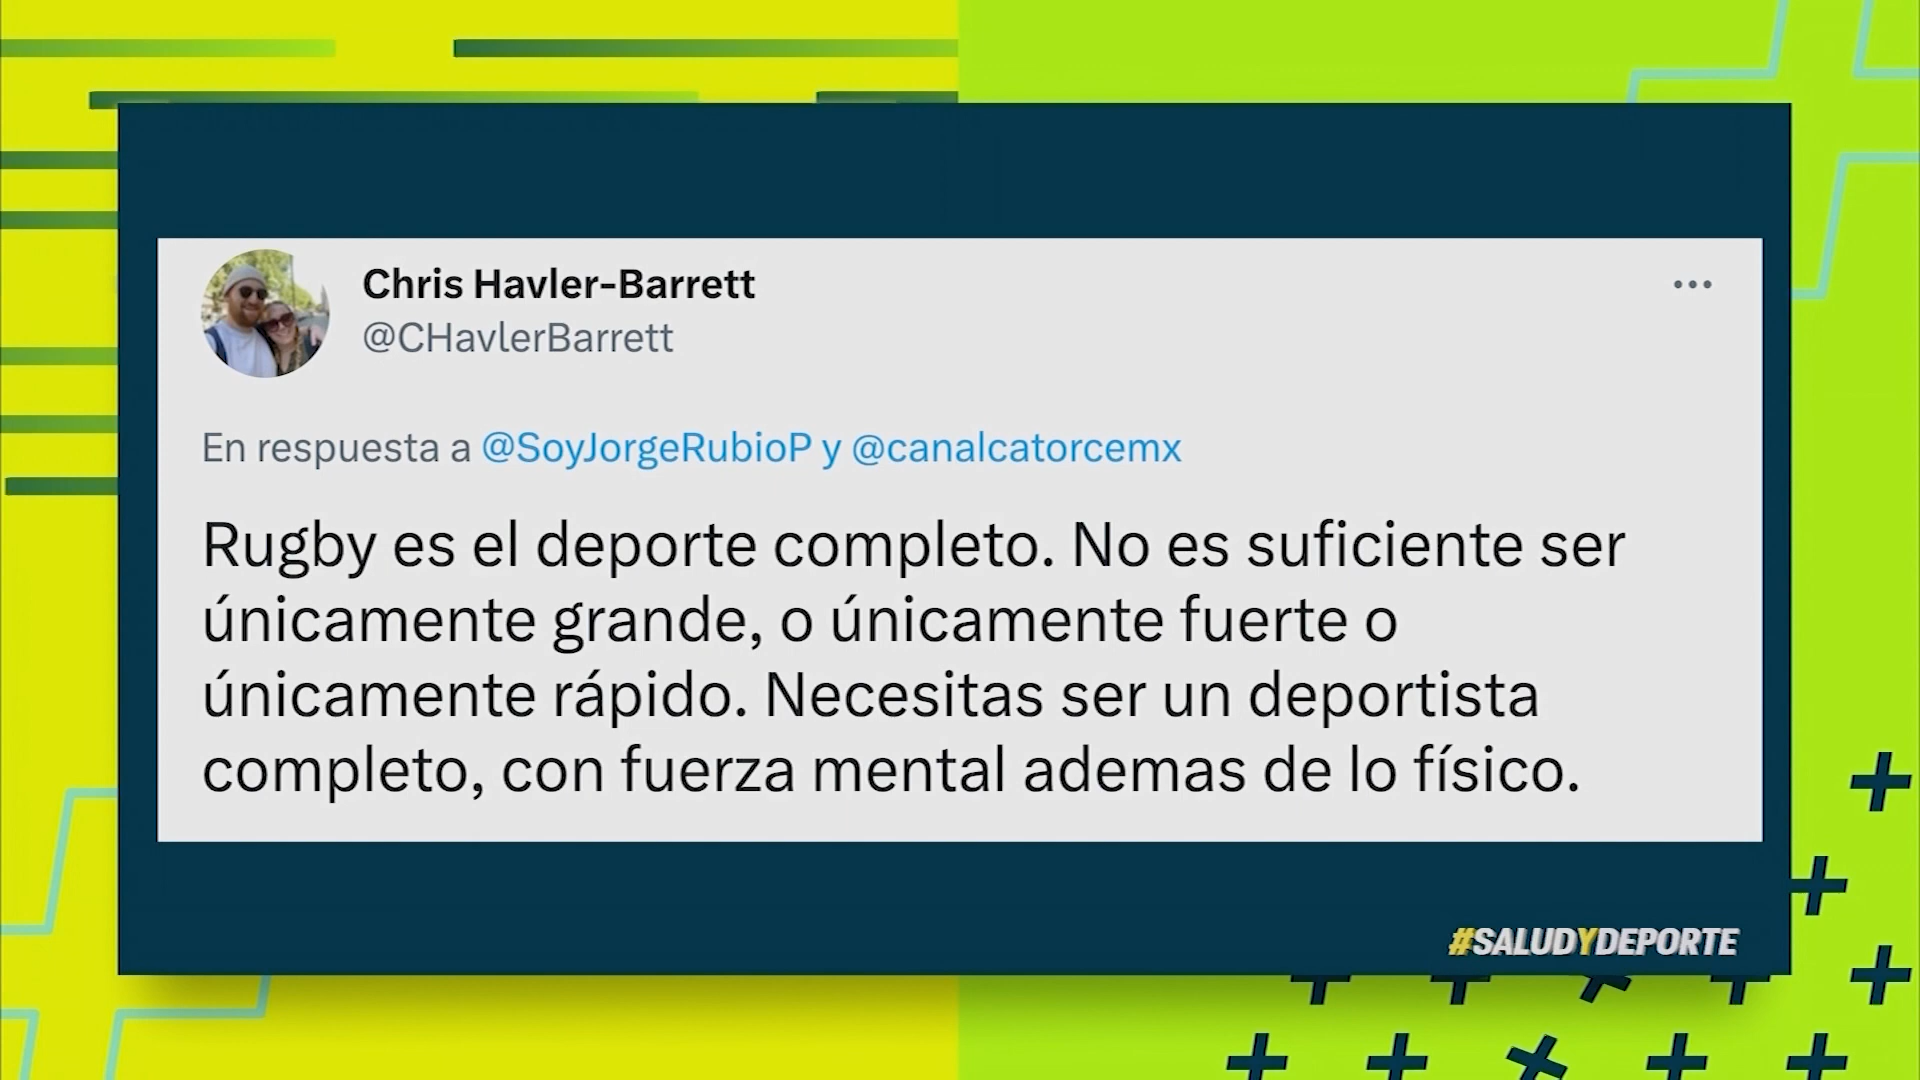 Chris Havler-Barrett
@CHavlerBarrett
En respuesta a @SoyJorgeRubioP y @canalcatorcemx
Rugby es el deporte completo. No es suficiente ser
únicamente grande, o únicamente fuerte o
únicamente rápido. Necesitas ser un deportista
completo, con fuerza mental ademas de lo físico.
#SALUDYDEPORTE